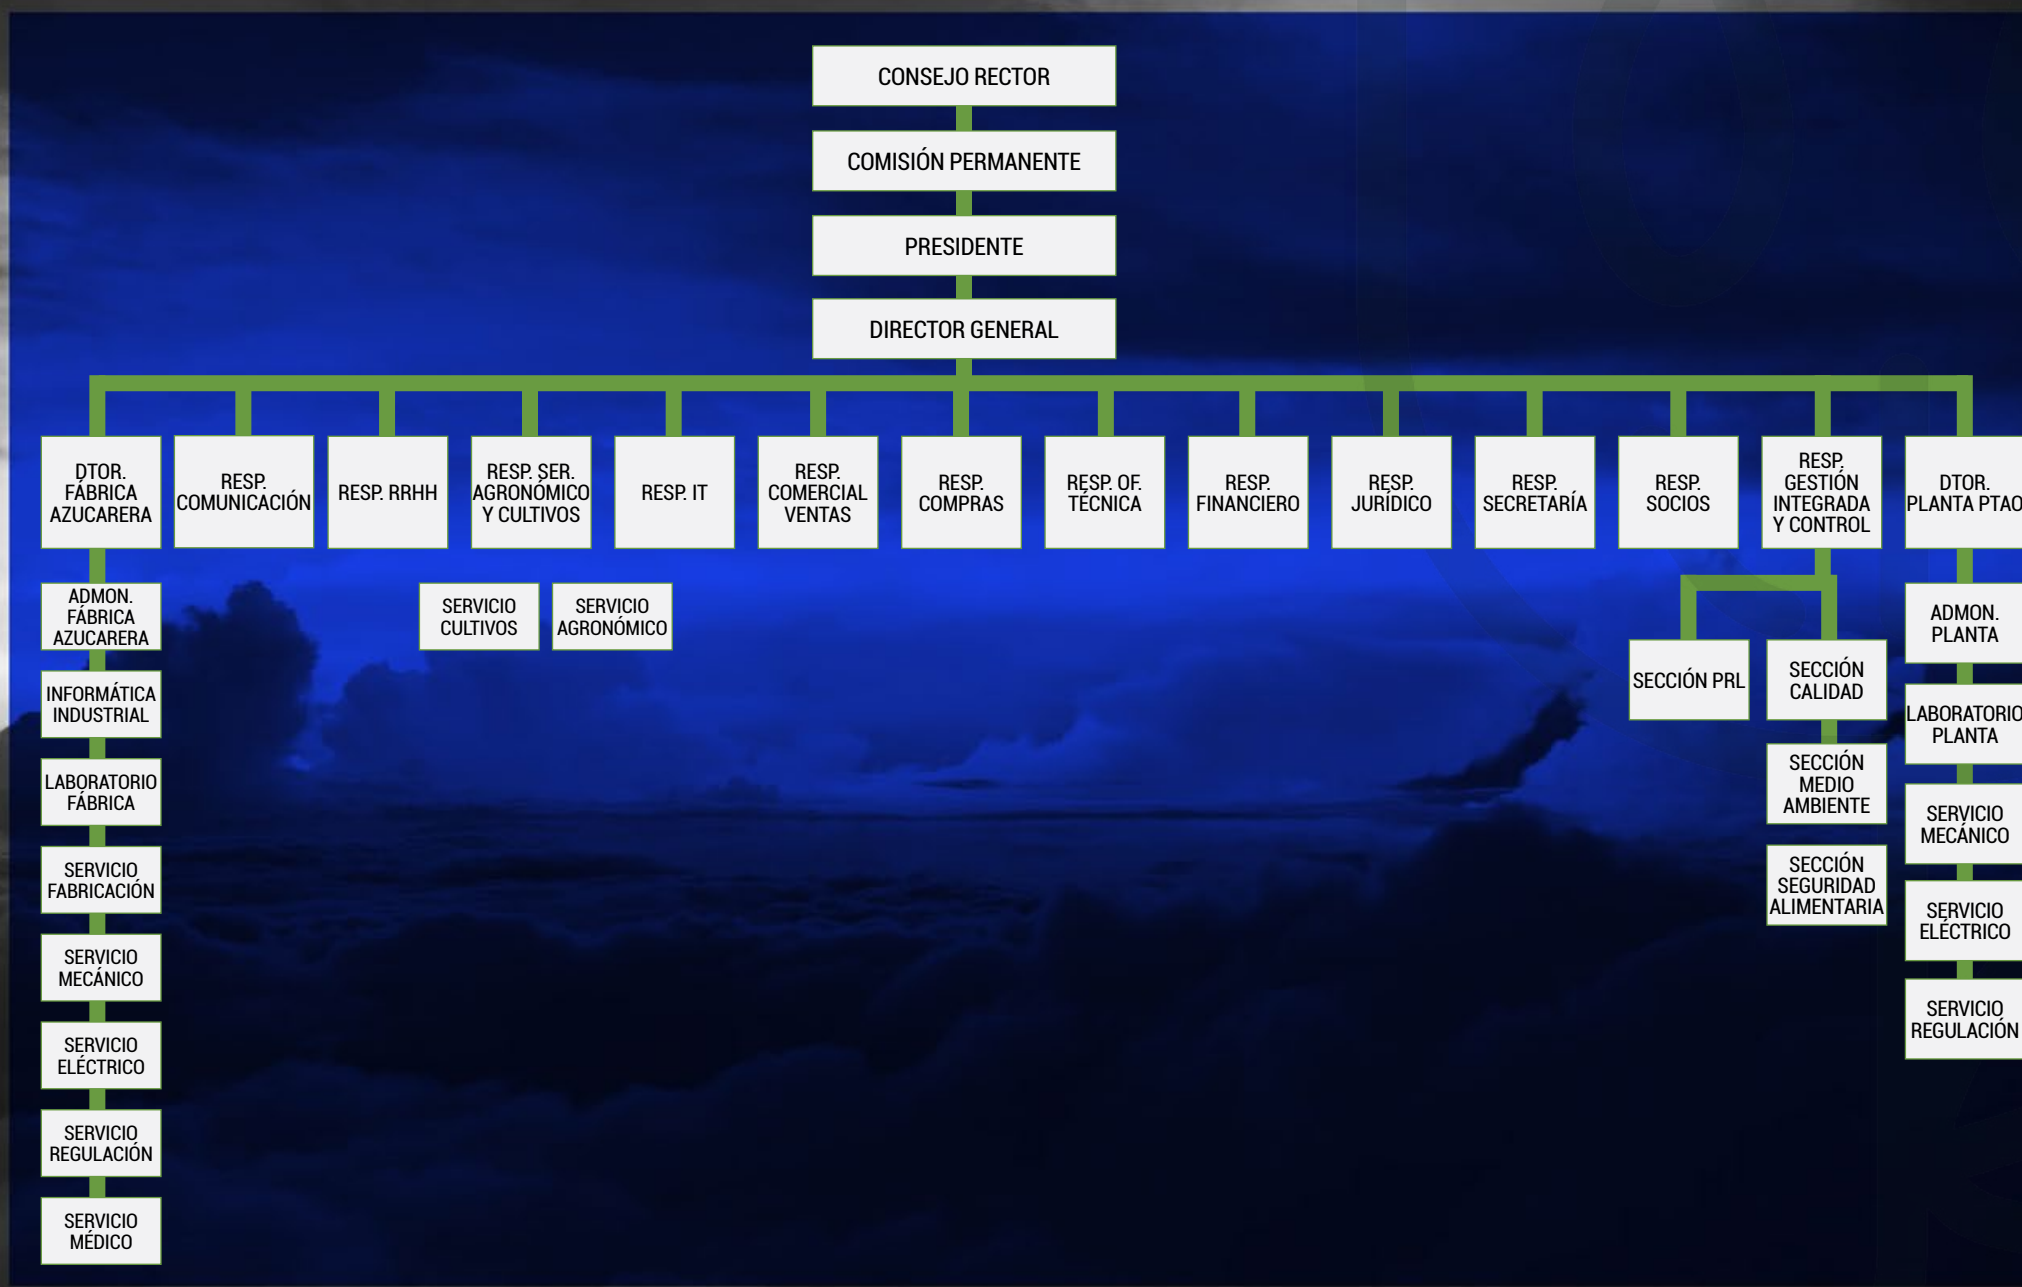 CONSEJO RECTOR
COMISIÓN PERMANENTE
PRESIDENTE
DIRECTOR GENERAL
DTOR.
FÁBRICA
AZUCARERA
RESP.
COMUNICACIÓN
RESP. RRHH
RESP. SER.
AGRONÓMICO
Y CULTIVOS
RESP. IT
RESP.
COMERCIAL
VENTAS
RESP.
COMPRAS
RESP. OF.
TÉCNICA
RESP.
FINANCIERO
RESP.
JURÍDICO
RESP.
SECRETARÍA
RESP.
SOCIOS
RESP.
GESTIÓN
INTEGRADA
Y CONTROL
DTOR.
PLANTA PTAO
ADMON.
FÁBRICA
AZUCARERA
INFORMÁTICA
INDUSTRIAL
LABORATORIO
FÁBRICA
SERVICIO
FABRICACIÓN
SERVICIO
MECÁNICO
SERVICIO
ELÉCTRICO
SERVICIO
REGULACIÓN
SERVICIO
MÉDICO
SERVICIO
CULTIVOS
SERVICIO
AGRONÓMICO
SECCIÓN PRL
SECCIÓN
CALIDAD
SECCIÓN
MEDIO
AMBIENTE
SECCIÓN
SEGURIDAD
ALIMENTARIA
ADMON.
PLANTA
LABORATORIO
PLANTA
SERVICIO
MECÁNICO
SERVICIO
ELÉCTRICO
SERVICIO
REGULACIÓN